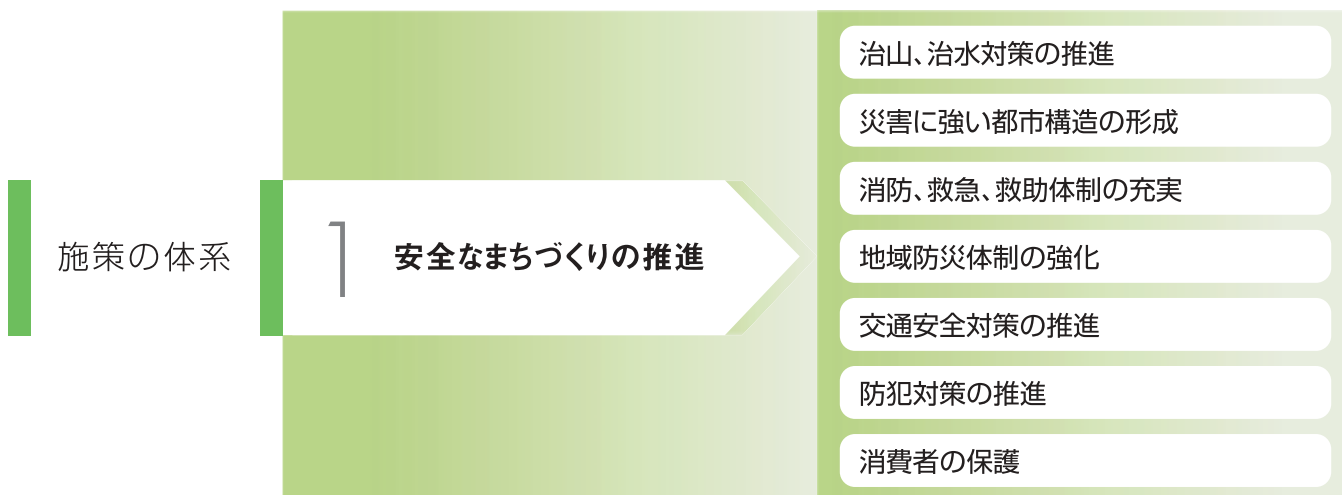 施策の体系
1 安全なまちづくりの推進
治山、治水対策の推進
災害に強い都市構造の形成
消防、救急、救助体制の充実
地域防災体制の強化
交通安全対策の推進
防犯対策の推進
消費者の保護